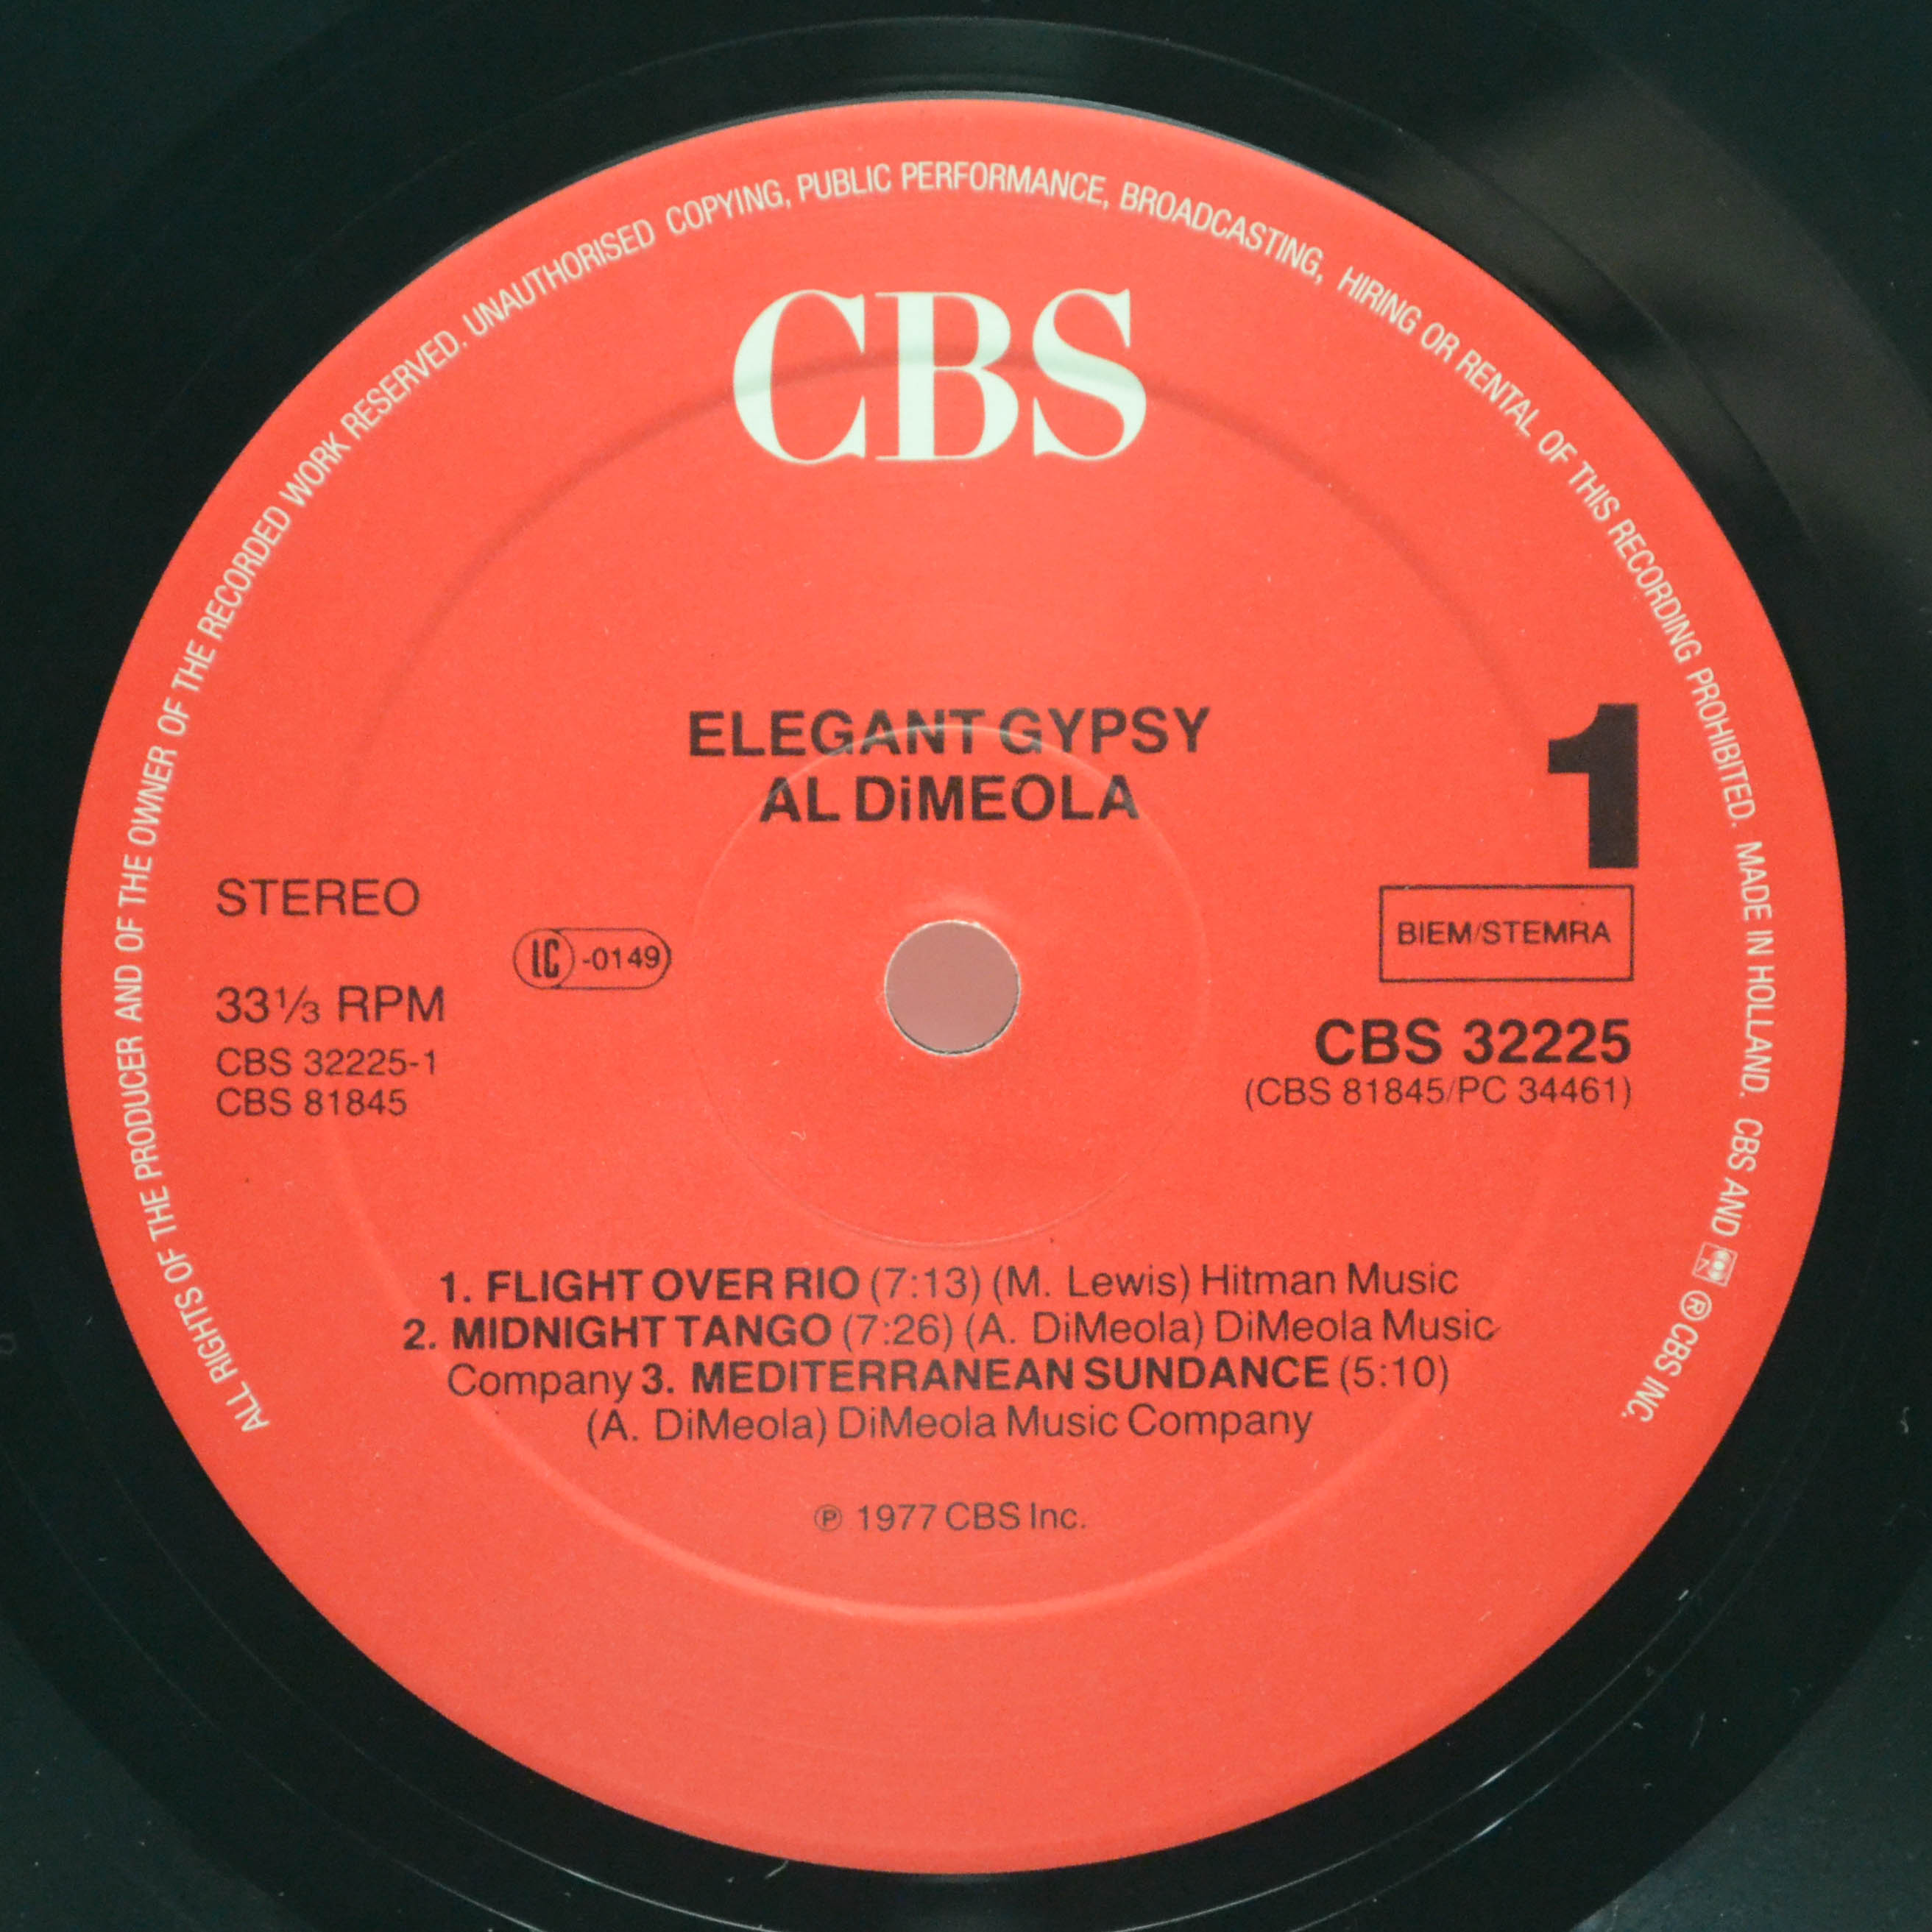 ALL RIGHTS OF THE PRODUCER AND OF THE OWNER OF THE RECORDED WORK RESERVED. UNAUTHORISED COPYING, PUBLIC PERFORMANCE, BROADCASTING, HIRING OR RENTAL OF THIS RECORDING PROHIBITED. MADE IN HOLLAND. CBS AND ® CBS INC.
CBS
ELEGANT GYPSY
AL DiMEOLA
1
STEREO
LC -0149
33⅓ RPM
CBS 32225-1
CBS 81845
BIEM/STEMRA
CBS 32225
(CBS 81845/PC 34461)
1. FLIGHT OVER RIO (7:13) (M. Lewis) Hitman Music
2. MIDNIGHT TANGO (7:26) (A. DiMeola) DiMeola Music
Company 3. MEDITERRANEAN SUNDANCE (5:10)
(A. DiMeola) DiMeola Music Company
℗ 1977 CBS Inc.